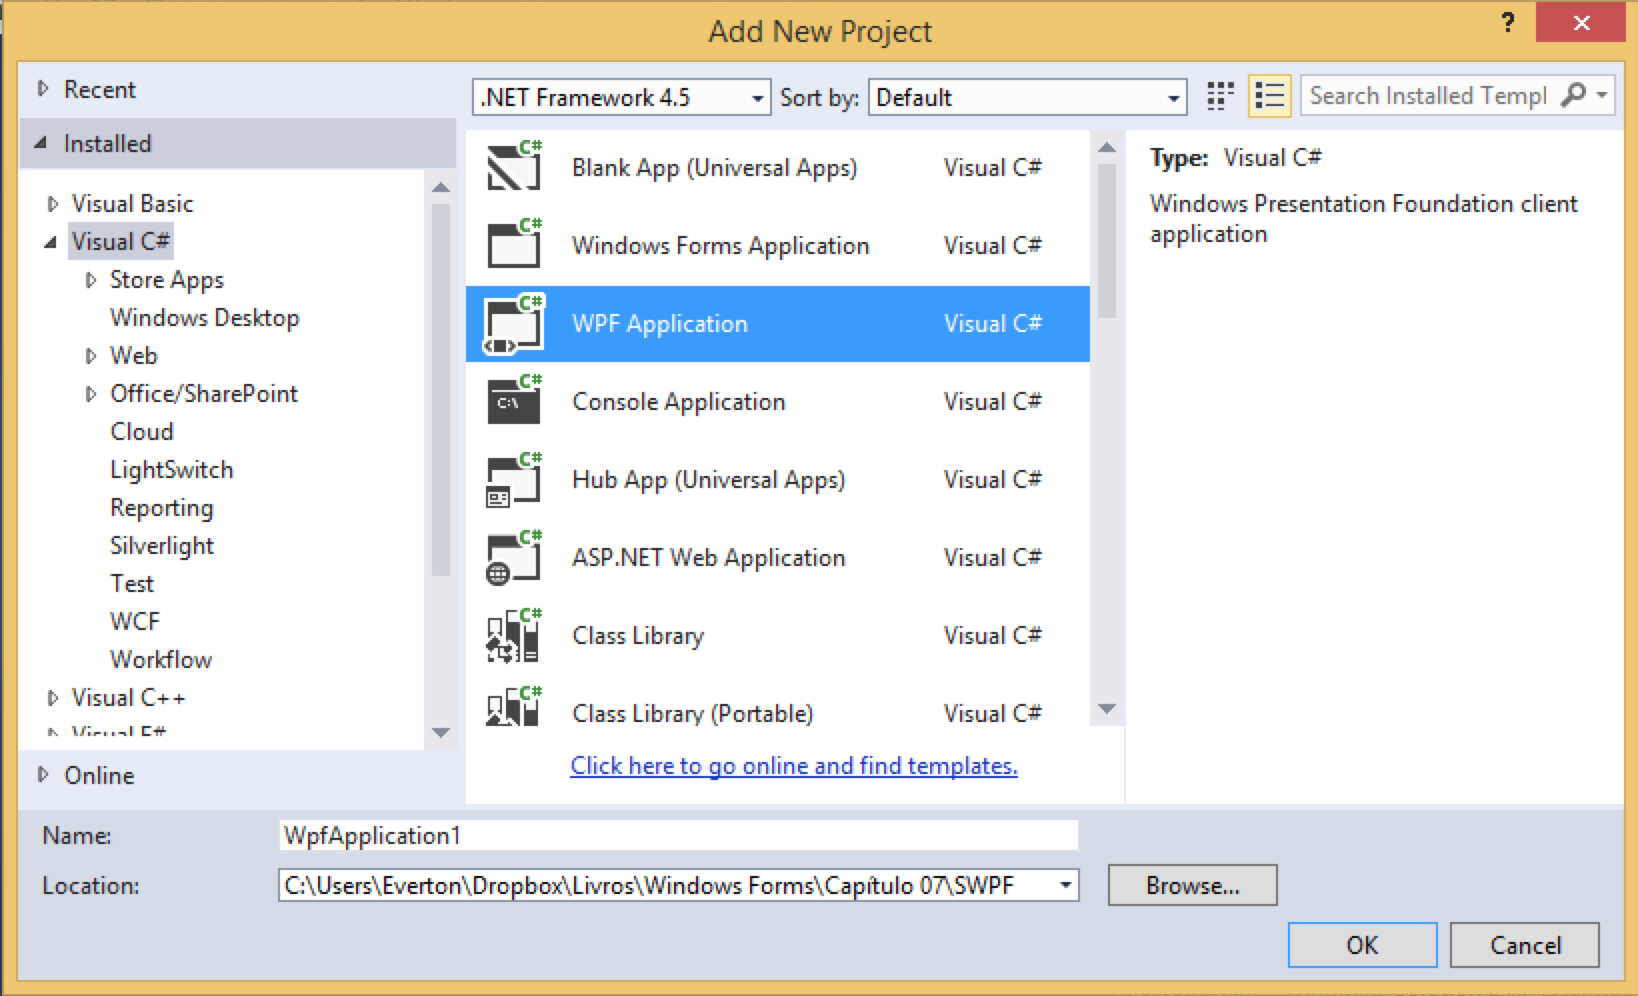 Add New Project
?
Recent
Installed
Visual Basic
Visual C#
Store Apps
Windows Desktop
Web
Office/SharePoint
Cloud
LightSwitch
Reporting
Silverlight
Test
WCF
Workflow
Visual C++
Visual F#
Online
.NET Framework 4.5
Sort by:
Default
Search Installed Templ
C# Blank App (Universal Apps) Visual C#
C# Windows Forms Application Visual C#
C# WPF Application Visual C#
C# C:\ Console Application Visual C#
C# Hub App (Universal Apps) Visual C#
C# ASP.NET Web Application Visual C#
C# Class Library Visual C#
C# Class Library (Portable) Visual C#
Click here to go online and find templates.
Type: Visual C#
Windows Presentation Foundation client
application
Name: WpfApplication1
Location: C:\Users\Everton\Dropbox\Livros\Windows Forms\Capítulo 07\SWPF
Browse...
OK
Cancel